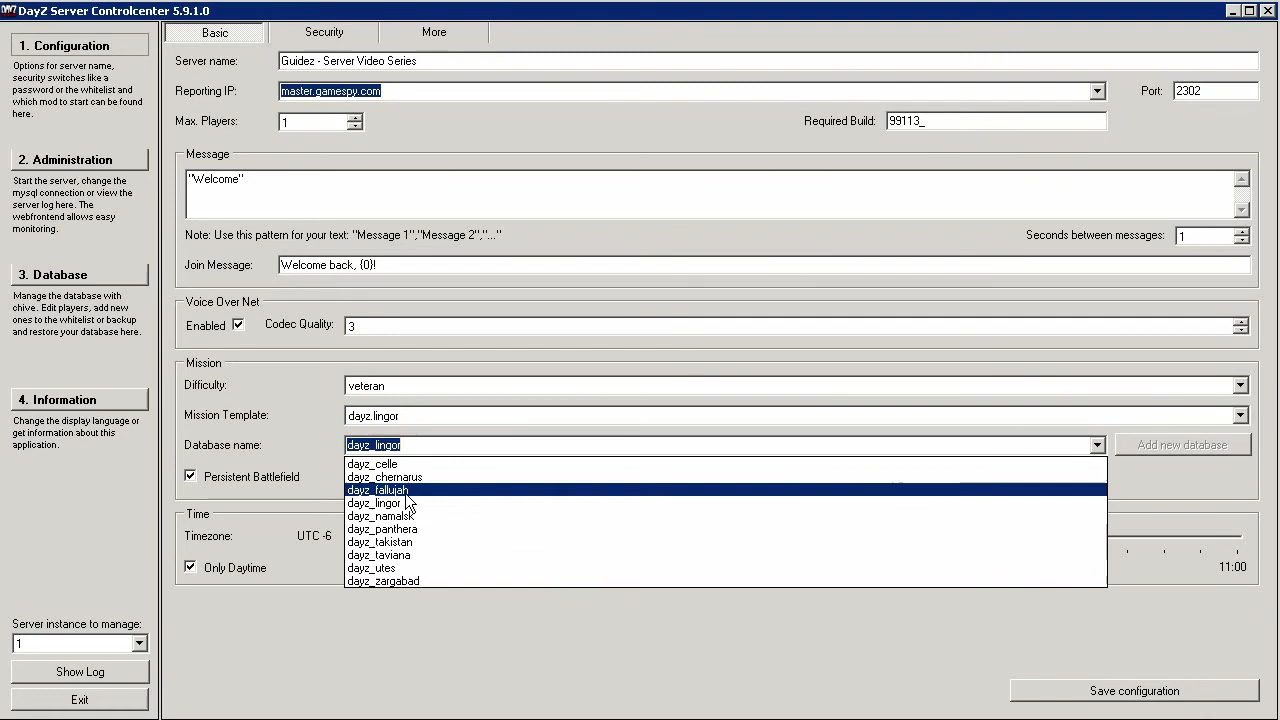 DayZ DayZ Server Controlcenter 5.9.1.0
1. Configuration
Options for server name,
security switches like a
password or the whitelist and
which mod to start can be found
here.
2. Administration
Start the server, change the
mysql connection or view the
server log here. The
webfrontend allows easy
monitoring.
3. Database
Manage the database with
chive. Edit players, add new
ones to the whitelist or backup
and restore your database here.
4. Information
Change the display language or
get information about this
application.
Server instance to manage:
1
Show Log
Exit
Basic Security More
Server name: Guidez - Server Video Series
Reporting IP: master.gamespy.com Port: 2302
Max. Players: 1 Required Build: 99113_
Message
"Welcome"
Note: Use this pattern for your text: "Message 1","Message 2","..." Seconds between messages: 1
Join Message: Welcome back, {0}!
Voice Over Net
Enabled Codec Quality: 3
Mission
Difficulty: veteran
Mission Template: dayz.lingor
Database name: dayz_lingor Add new database
dayz_celle
Persistent Battlefield dayz_chernarus
dayz_fallujah
dayz_lingor
Time dayz_namalsk
dayz_panthera
Timezone: UTC -6 dayz_takistan
dayz_taviana
Only Daytime dayz_utes 11:00
dayz_zargabad
Save configuration